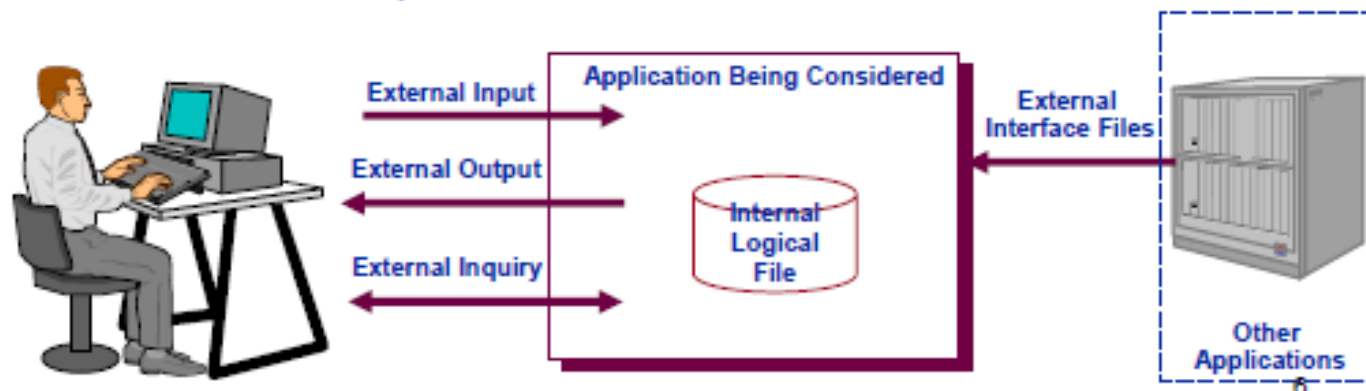 External Input
External Output
External Inquiry
Application Being Considered
Internal
Logical
File
External
Interface Files
Other
Applications